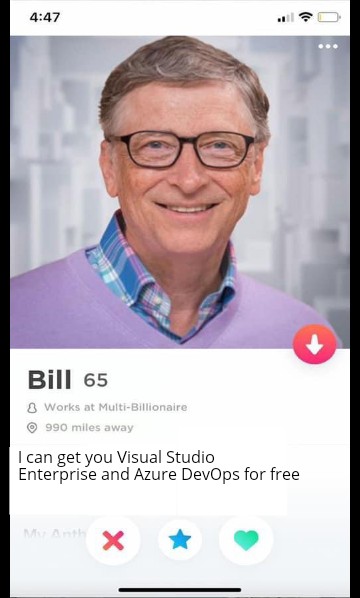 4:47
Bill 65
Works at Multi-Billionaire
990 miles away
I can get you Visual Studio
Enterprise and Azure DevOps for free
My Anth